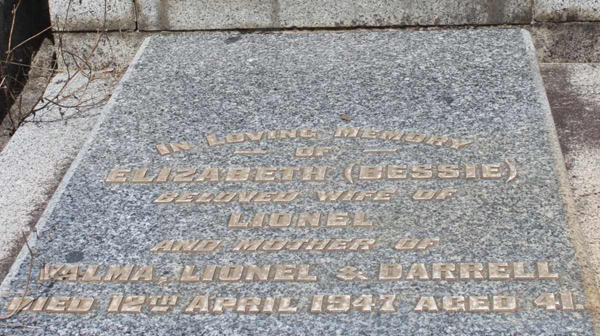 In Loving Memory
— OF —
ELIZABETH (BESSIE)
BELOVED WIFE OF
LIONEL
AND MOTHER OF
VALMA, LIONEL & DARRELL
DIED 12TH APRIL 1947 AGED 41.